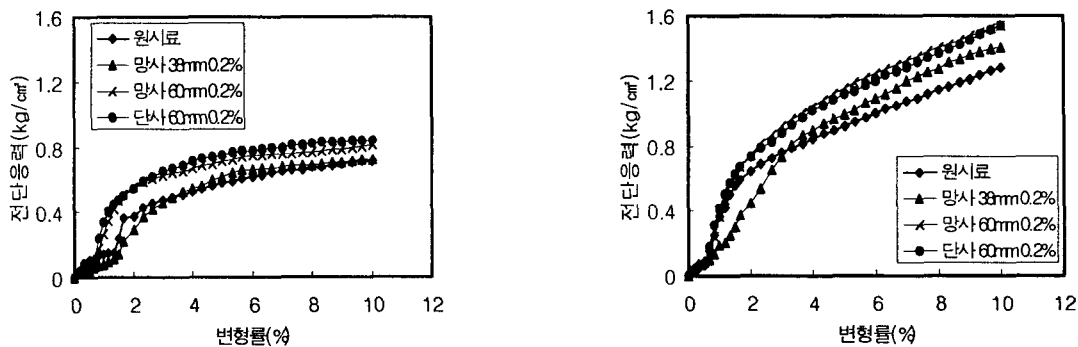 1.6
1.2
0.8
0.4
0
전단응력(kg/㎠)
원시료
망사 38mm 0.2%
망사 60mm 0.2%
단사 60mm 0.2%
0 2 4 6 8 10 12
변형률(%)
1.6
1.2
0.8
0.4
0
전단응력(kg/㎠)
원시료
망사 38mm 0.2%
망사 60mm 0.2%
단사 60mm 0.2%
0 2 4 6 8 10 12
변형률(%)